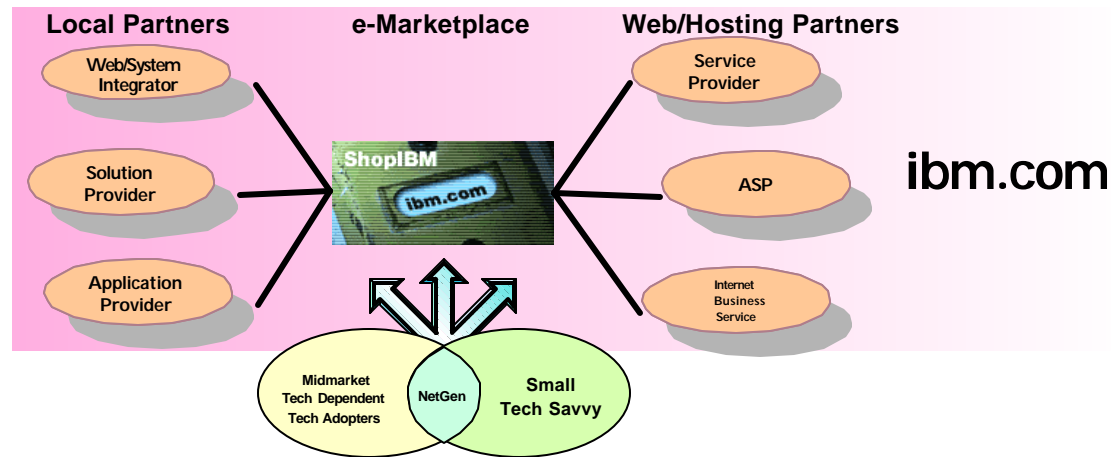 Local Partners
e-Marketplace
Web/Hosting Partners
Web/System
Integrator
Service
Provider
ShopIBM
ibm.com
Solution
Provider
ASP
ibm.com
Application
Provider
Internet
Business
Service
Midmarket
Tech Dependent
Tech Adopters
NetGen
Small
Tech Savvy